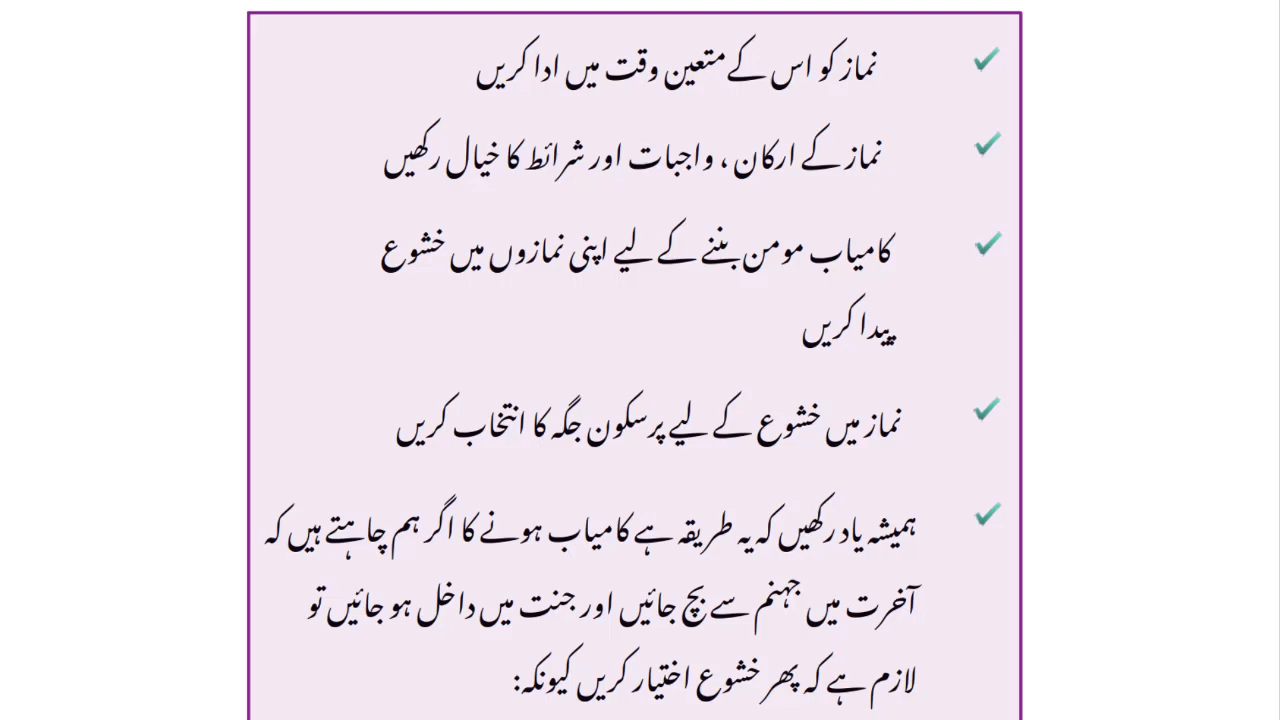 نماز کو اس کے متعین وقت میں ادا کریں
نماز کے ارکان ، واجبات اور شرائط کا خیال رکھیں
کامیاب مومن بننے کے لیے اپنی نمازوں میں خشوع
پیدا کریں
نماز میں خشوع کے لیے پرسکون جگہ کا انتخاب کریں
ہمیشہ یاد رکھیں کہ یہ طریقہ ہے کامیاب ہونے کا اگر ہم چاہتے ہیں کہ
آخرت میں جہنم سے بچ جائیں اور جنت میں داخل ہو جائیں تو
لازم ہے کہ پھر خشوع اختیار کریں کیونکہ: